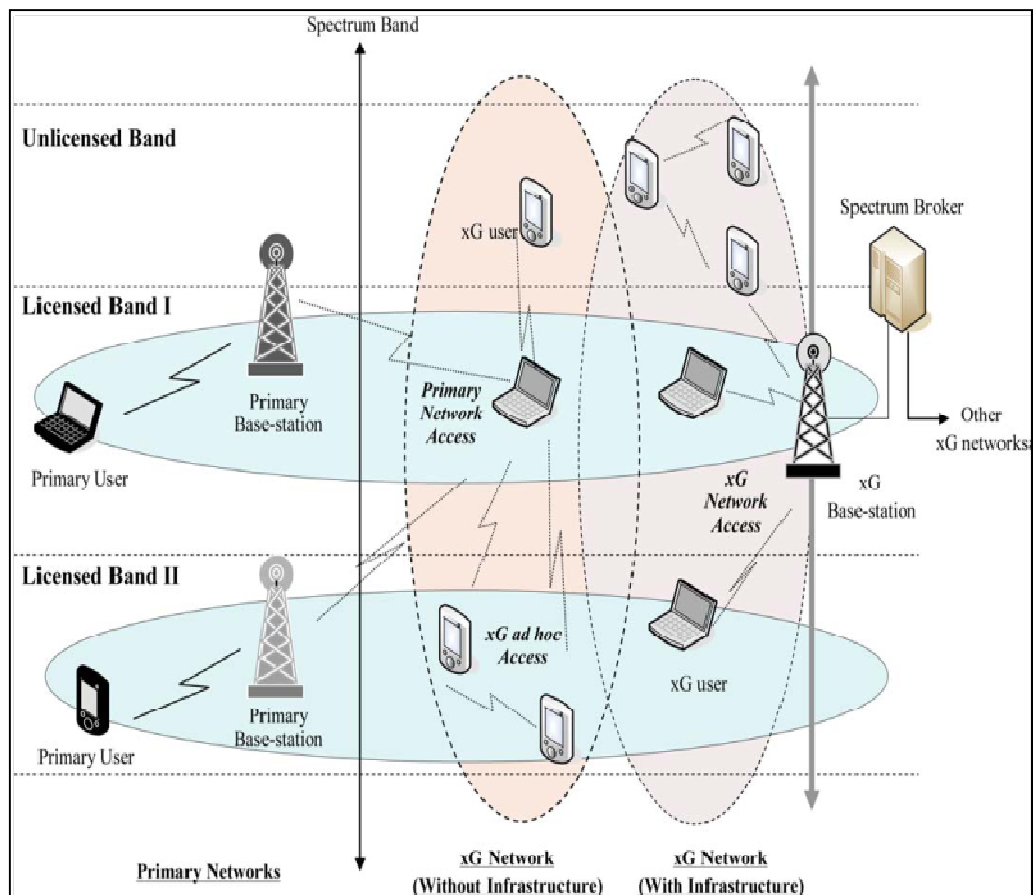 Spectrum Band
Unlicensed Band
Spectrum Broker
xG user
Licensed Band I
Primary
Base-station
Primary
Network
Access
Other
xG networks
Primary User
xG
Network
Access
xG
Base-station
Licensed Band II
xG ad hoc
Access
xG user
Primary
Base-station
Primary User
Primary Networks
xG Network
(Without Infrastructure)
xG Network
(With Infrastructure)